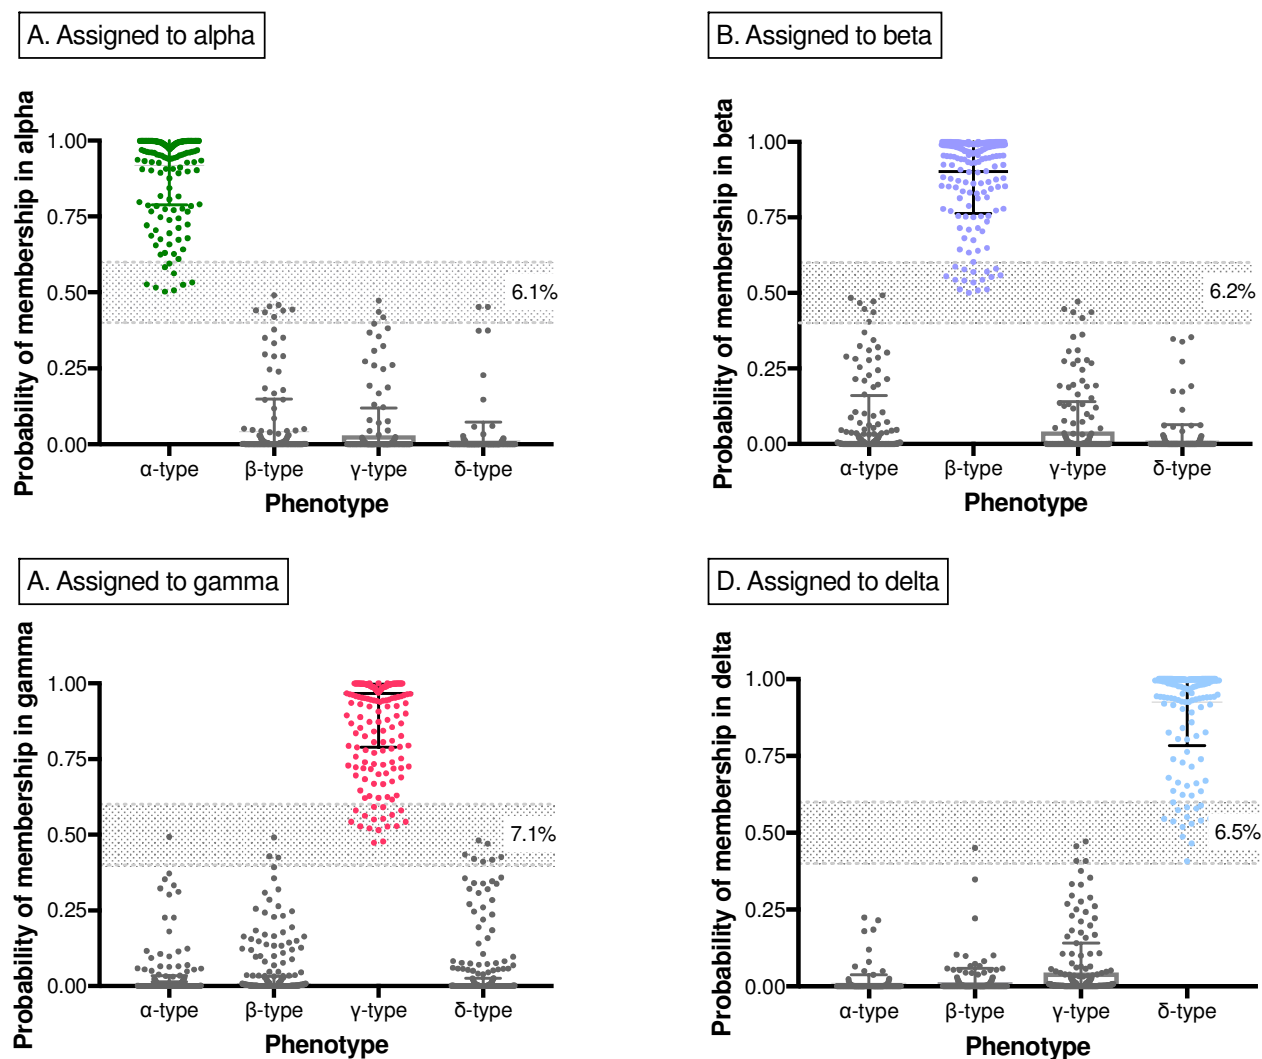 A. Assigned to alpha
Probability of membership in alpha
1.00
0.75
0.50
0.25
0.00
6.1%
α-type β-type γ-type δ-type
Phenotype
B. Assigned to beta
Probability of membership in beta
1.00
0.75
0.50
0.25
0.00
6.2%
α-type β-type γ-type δ-type
Phenotype
A. Assigned to gamma
Probability of membership in gamma
1.00
0.75
0.50
0.25
0.00
7.1%
α-type β-type γ-type δ-type
Phenotype
D. Assigned to delta
Probability of membership in delta
1.00
0.75
0.50
0.25
0.00
6.5%
α-type β-type γ-type δ-type
Phenotype